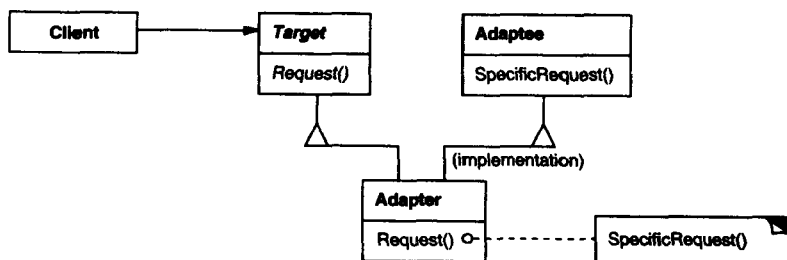 Client
Target
Request()
Adaptee
SpecificRequest()
(implementation)
Adapter
Request()
SpecificRequest()